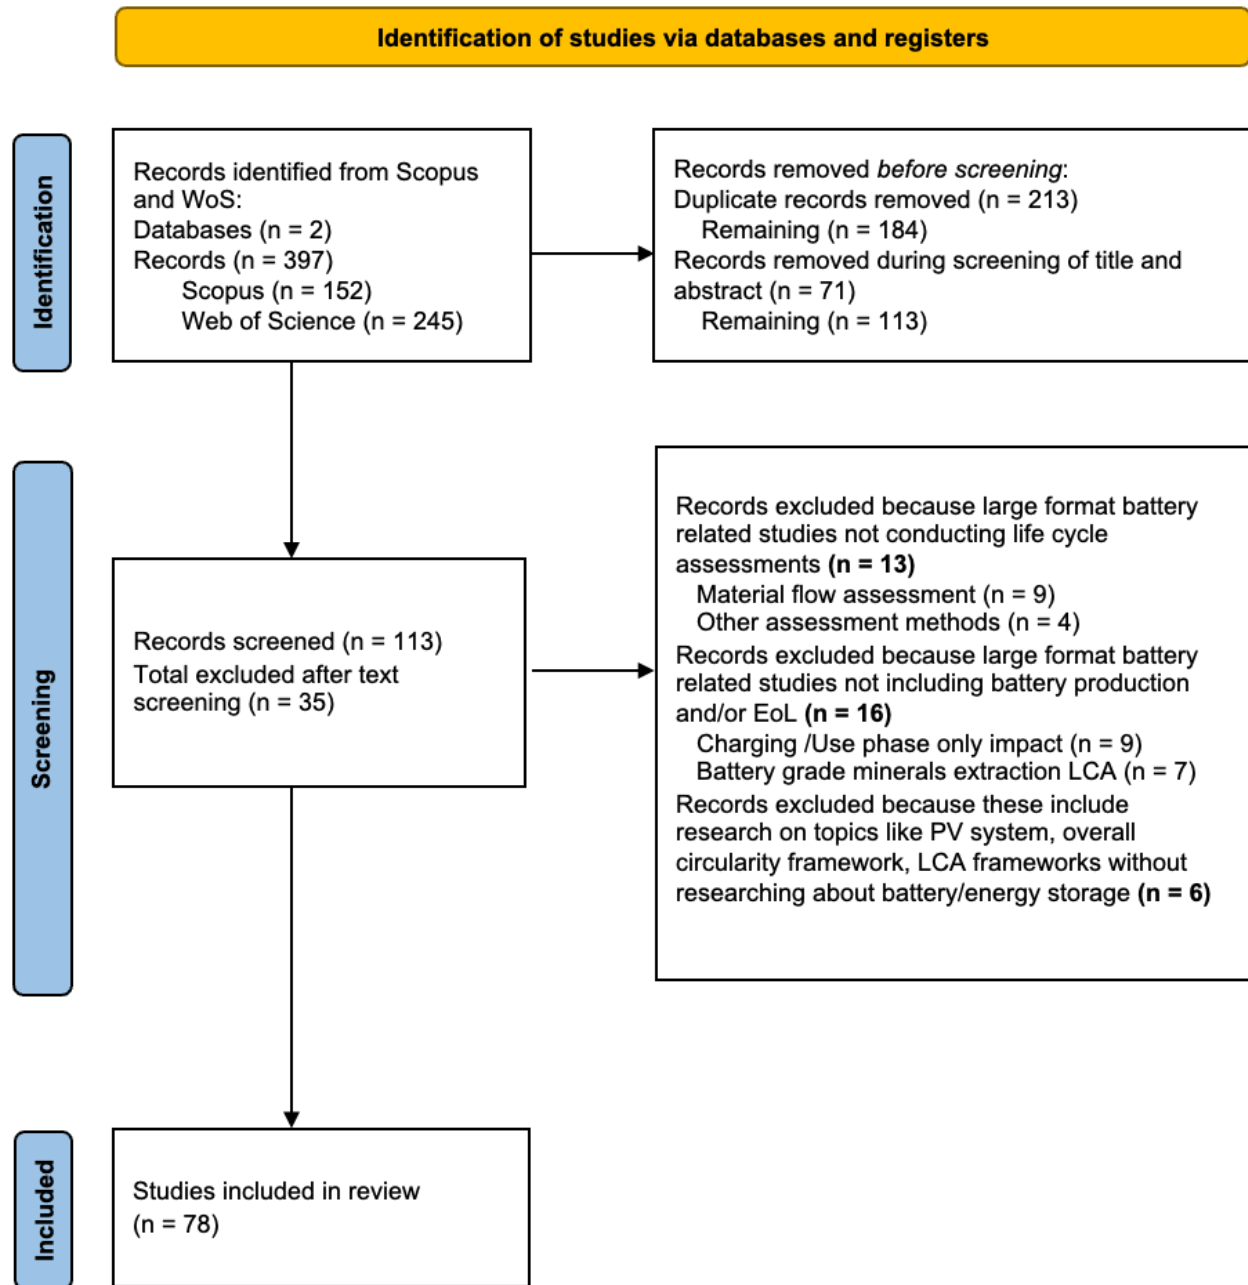 Identification of studies via databases and registers
Identification
Records identified from Scopus
and WoS:
Databases (n = 2)
Records (n = 397)
Scopus (n = 152)
Web of Science (n = 245)
Records removed before screening:
Duplicate records removed (n = 213)
Remaining (n = 184)
Records removed during screening of title and
abstract (n = 71)
Remaining (n = 113)
Screening
Records screened (n = 113)
Total excluded after text
screening (n = 35)
Records excluded because large format battery
related studies not conducting life cycle
assessments (n = 13)
Material flow assessment (n = 9)
Other assessment methods (n = 4)
Records excluded because large format battery
related studies not including battery production
and/or EoL (n = 16)
Charging /Use phase only impact (n = 9)
Battery grade minerals extraction LCA (n = 7)
Records excluded because these include
research on topics like PV system, overall
circularity framework, LCA frameworks without
researching about battery/energy storage (n = 6)
Included
Studies included in review
(n = 78)